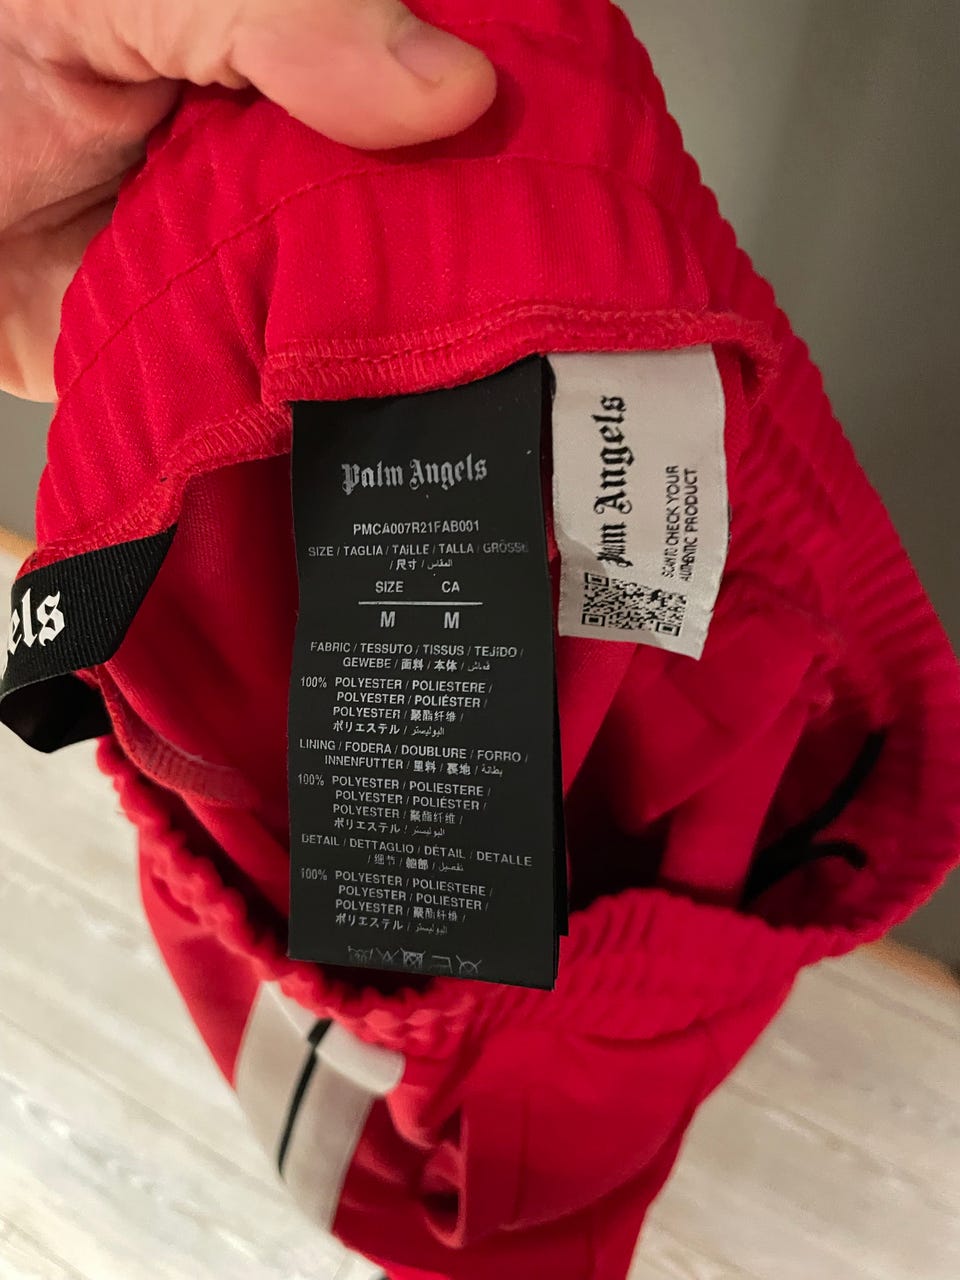 els
Palm Angels
PMCA007R21FAB001
SIZE / TAGLIA / TAILLE / TALLA / GRÖSSE
/ 尺寸 / المقاس
SIZE CA
M M
FABRIC / TESSUTO / TISSUS / TEJIDO /
GEWEBE / 面料 / 本体 / قماش
100% POLYESTER / POLIESTERE /
POLYESTER / POLIÉSTER /
POLYESTER / 聚酯纤维 /
ポリエステル / البوليستر
LINING / FODERA / DOUBLURE / FORRO /
INNENFUTTER / 里料 / 裏地 / بطانة
100% POLYESTER / POLIESTERE /
POLYESTER / POLIÉSTER /
POLYESTER / 聚酯纤维 /
ポリエステル / البوليستر
DETAIL / DETTAGLIO / DÉTAIL / DETALLE
/ 细节 / 細部 / تفصيل /
100% POLYESTER / POLIESTERE /
POLYESTER / POLIESTER /
POLYESTER / 聚酯纤维 /
ポリエステル / البوليستر
Palm Angels
SCAN TO CHECK YOUR
AUTHENTIC PRODUCT